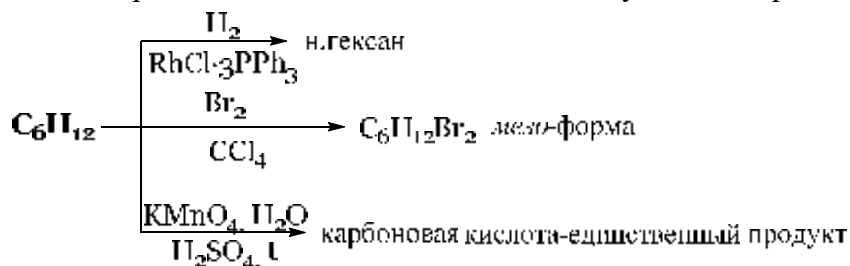 H₂
н.гексан
RhCl·3PPh₃
Br₂
C₆H₁₂
C₆H₁₂Br₂ мезо-форма
CCl₄
KMnO₄, H₂O
карбоновая кислота-единственный продукт
H₂SO₄, t